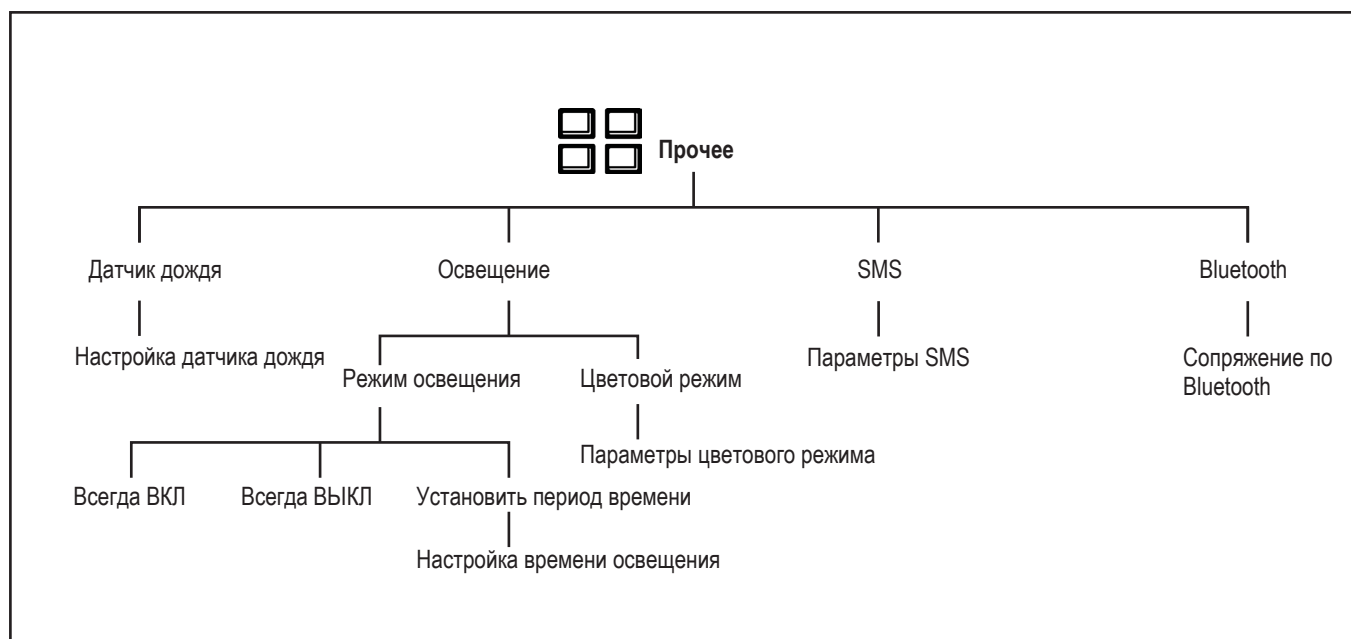 Прочее
Датчик дождя
Освещение
SMS
Bluetooth
Настройка датчика дождя
Режим освещения
Цветовой режим
Параметры SMS
Сопряжение по
Bluetooth
Параметры цветового режима
Всегда ВКЛ
Всегда ВЫКЛ
Установить период времени
Настройка времени освещения